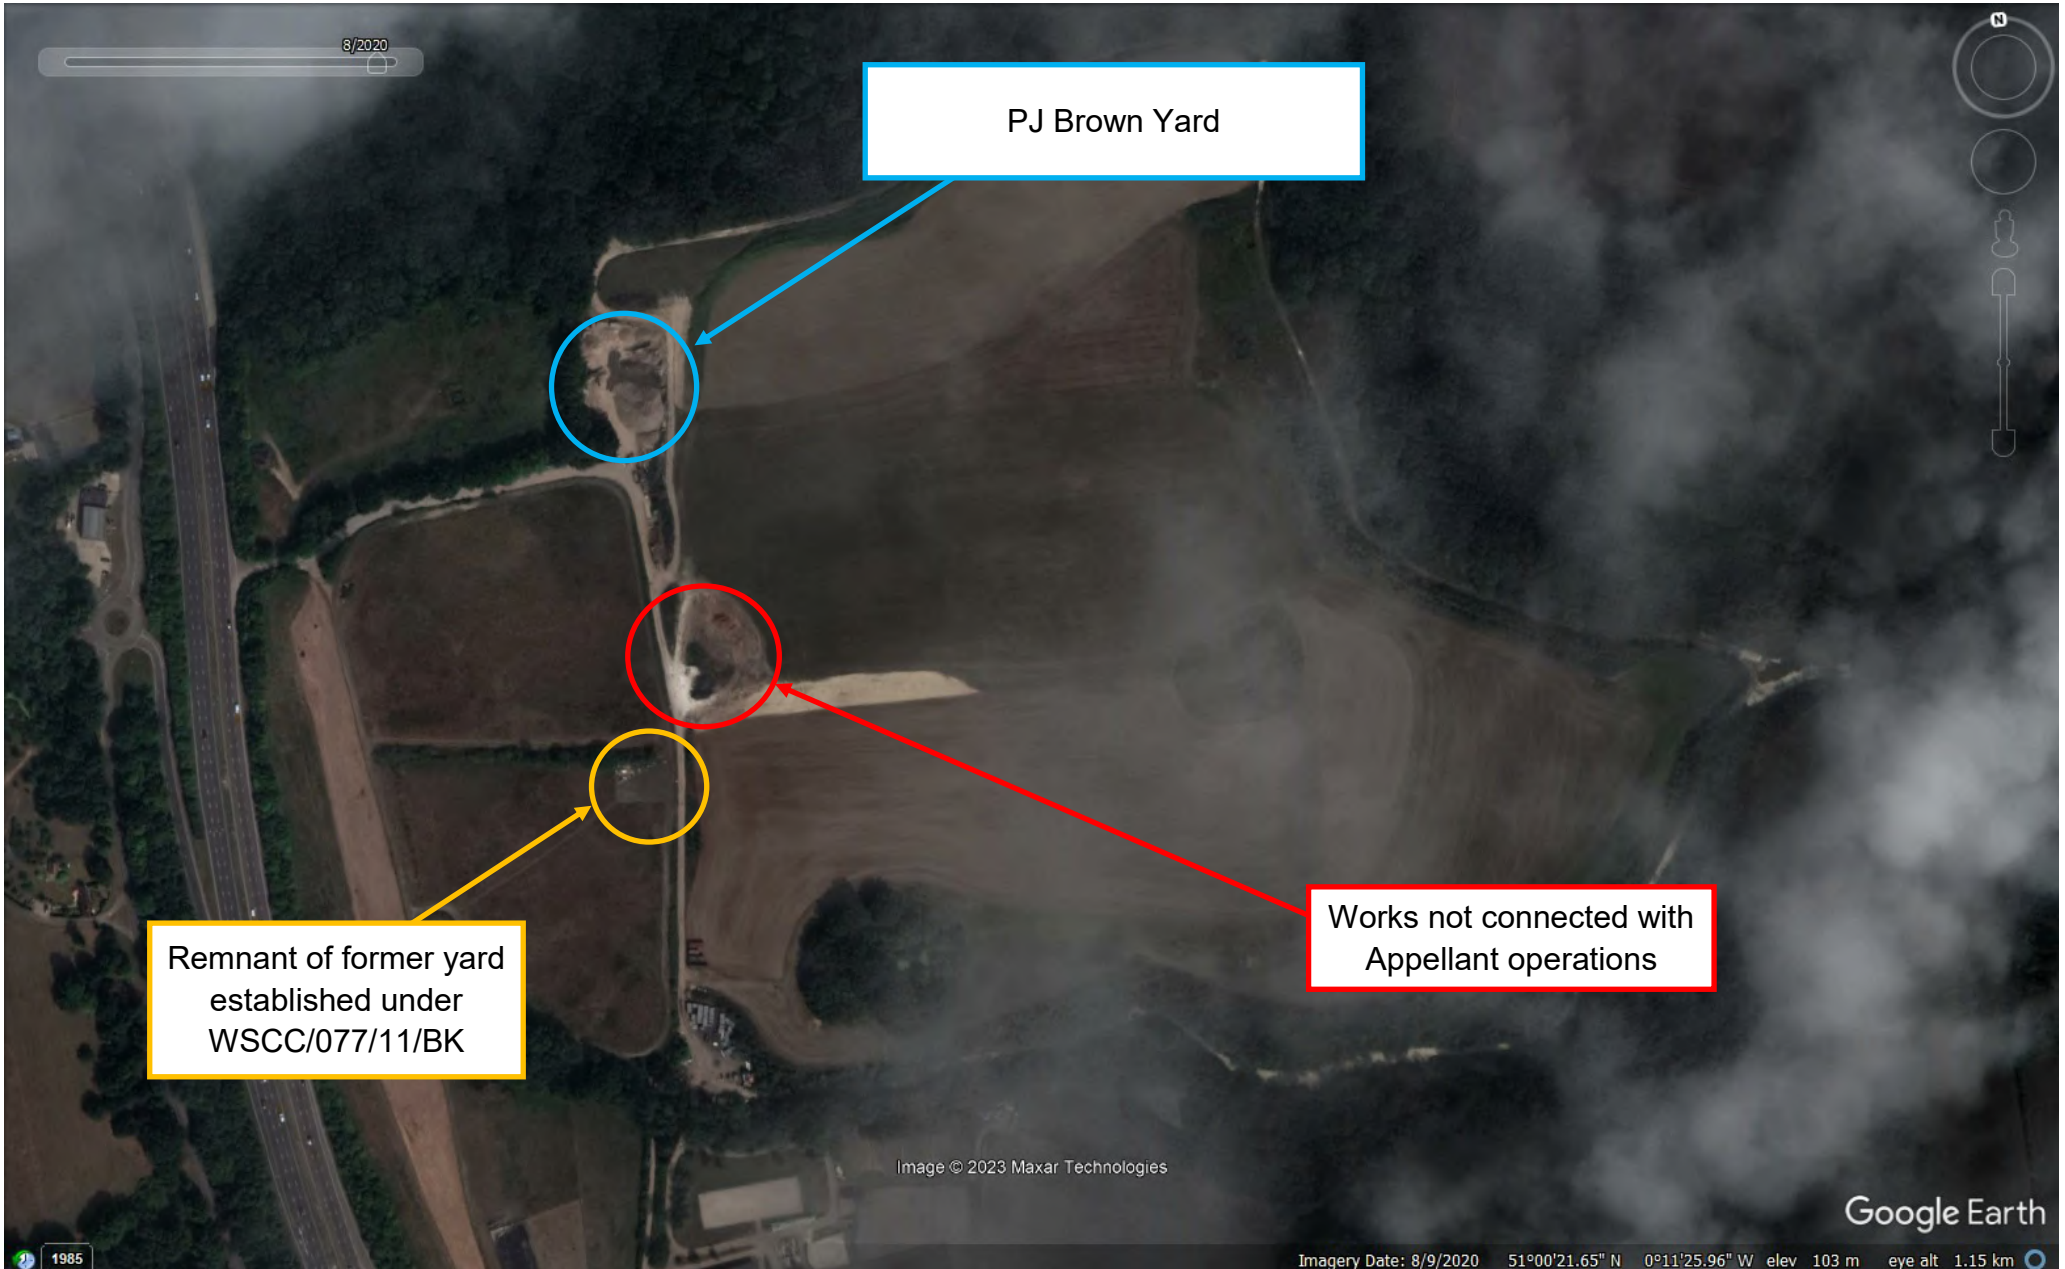 8/2020
N
PJ Brown Yard
Works not connected with
Appellant operations
Remnant of former yard
established under
WSCC/077/11/BK
Image © 2023 Maxar Technologies
Google Earth
1985
Imagery Date: 8/9/2020 51°00'21.65" N 0°11'25.96" W elev 103 m eye alt 1.15 km